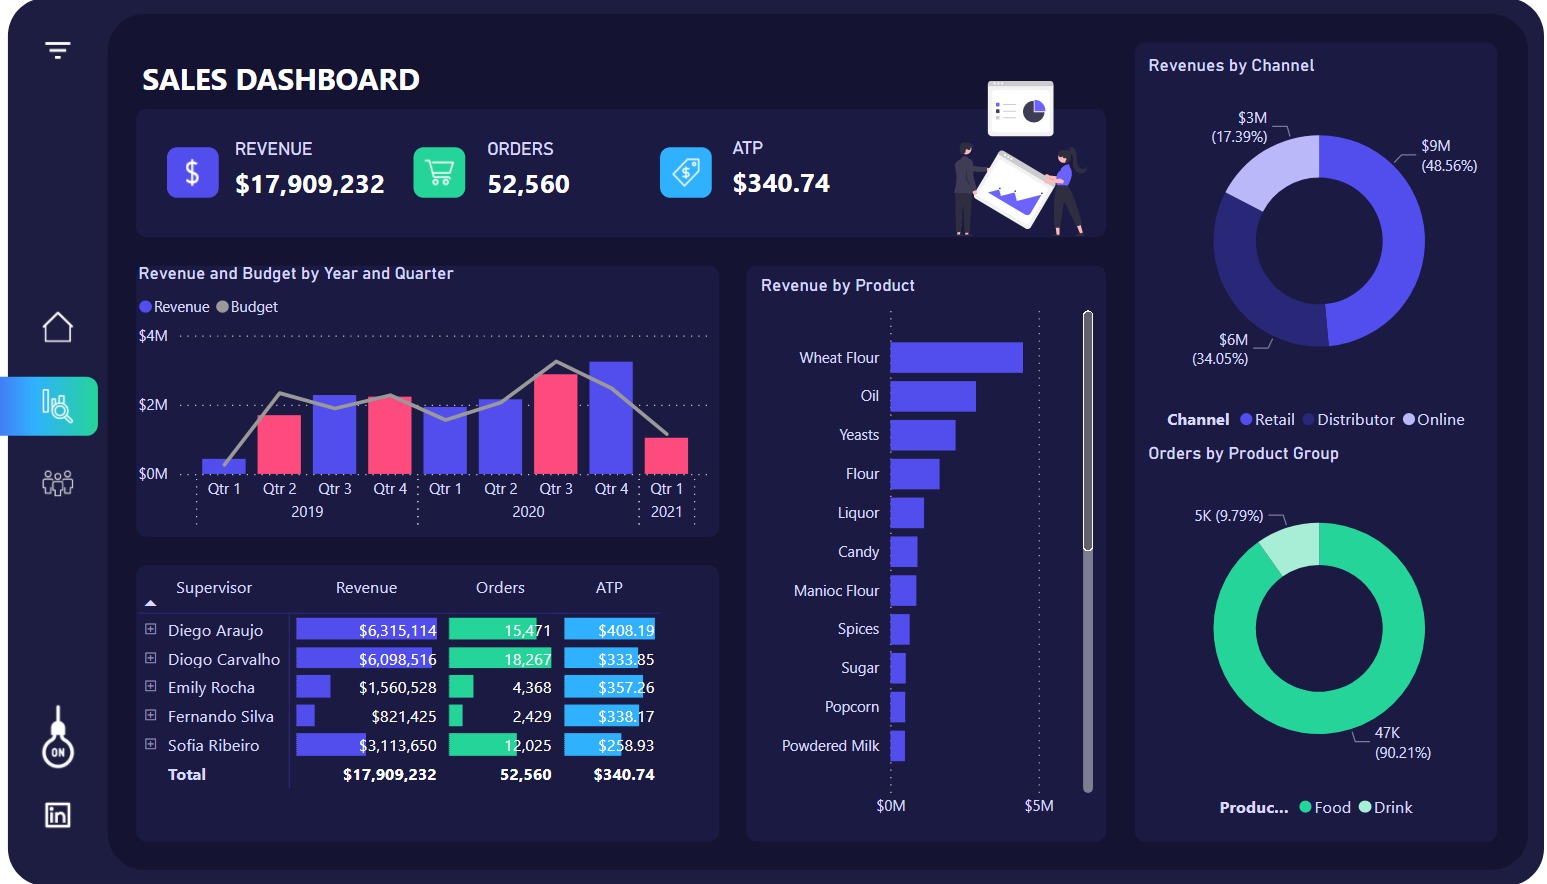 SALES DASHBOARD
REVENUE
$17,909,232
ORDERS
52,560
ATP
$340.74
Revenue and Budget by Year and Quarter
Revenue Budget
$4M
$2M
$0M
Qtr 1 Qtr 2 Qtr 3 Qtr 4 Qtr 1 Qtr 2 Qtr 3 Qtr 4 Qtr 1
2019 2020 2021
Supervisor Revenue Orders ATP
Diego Araujo $6,315,114 15,471 $408.19
Diogo Carvalho $6,098,516 18,267 $333.85
Emily Rocha $1,560,528 4,368 $357.26
Fernando Silva $821,425 2,429 $338.17
Sofia Ribeiro $3,113,650 12,025 $258.93
Total $17,909,232 52,560 $340.74
Revenue by Product
Wheat Flour
Oil
Yeasts
Flour
Liquor
Candy
Manioc Flour
Spices
Sugar
Popcorn
Powdered Milk
$0M $5M
Revenues by Channel
$3M
(17.39%)
$9M
(48.56%)
$6M
(34.05%)
Channel Retail Distributor Online
Orders by Product Group
5K (9.79%)
47K
(90.21%)
Produc... Food Drink
ON
in